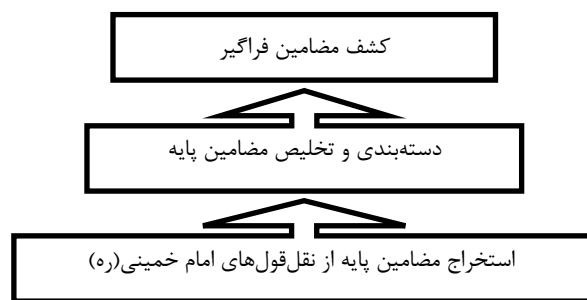 کشف مضامین فراگیر
دسته‌بندی و تخلیص مضامین پایه
استخراج مضامین پایه از نقل‌قول‌های امام خمینی(ره)